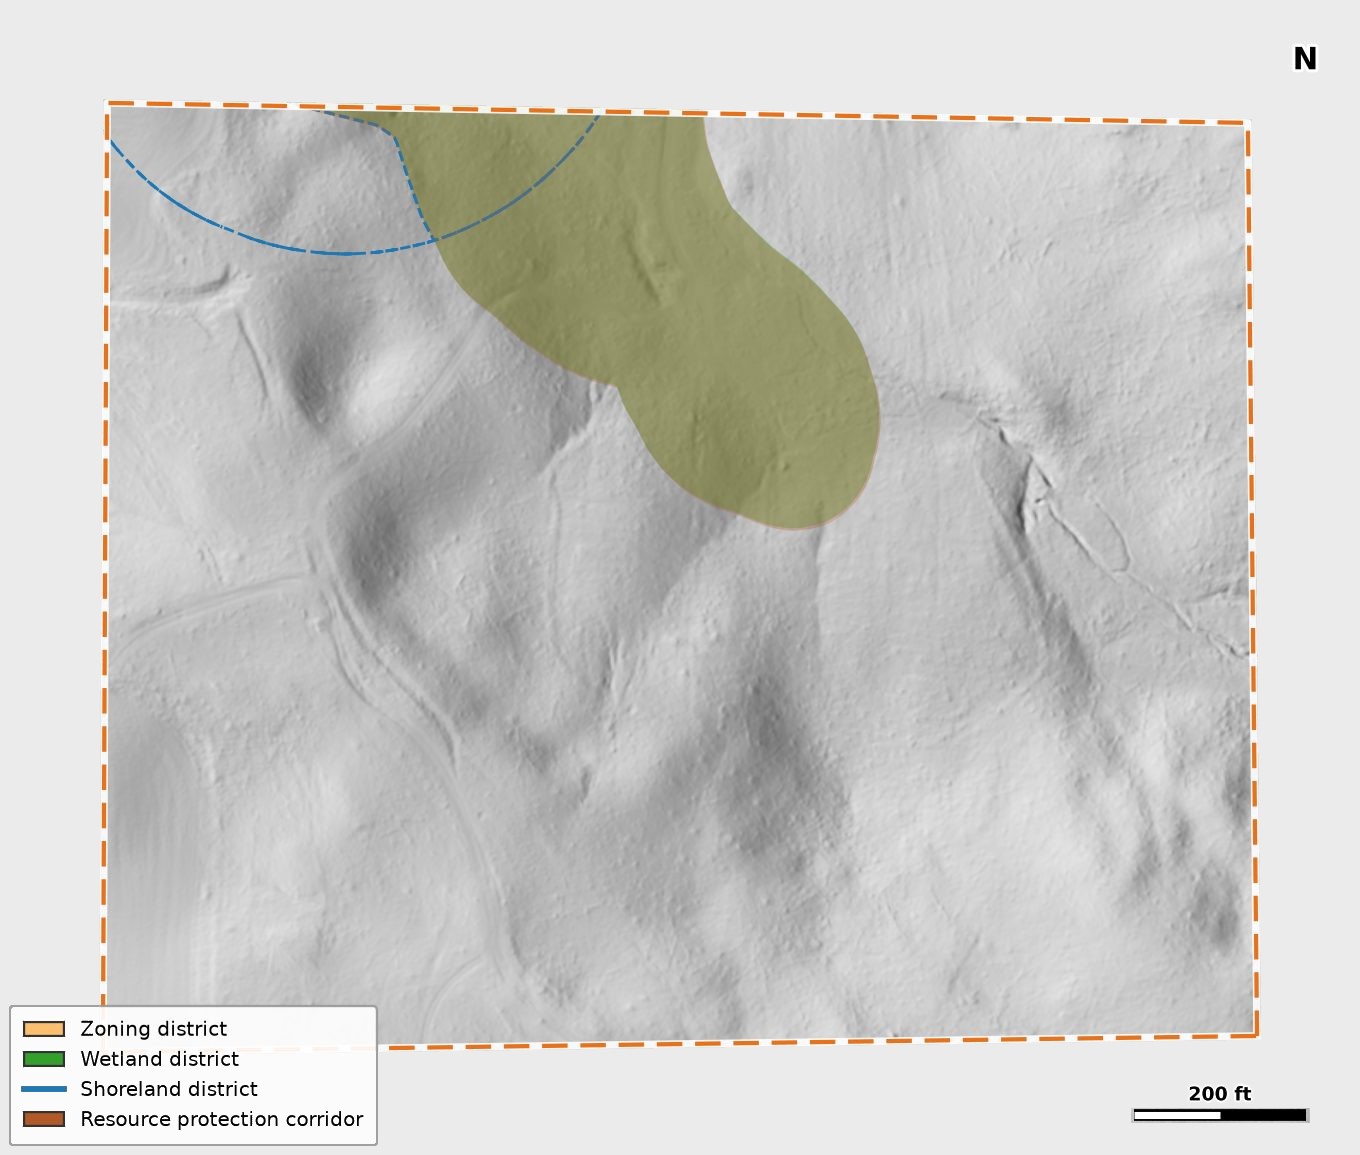 N
Zoning district
Wetland district
Shoreland district
Resource protection corridor
200 ft